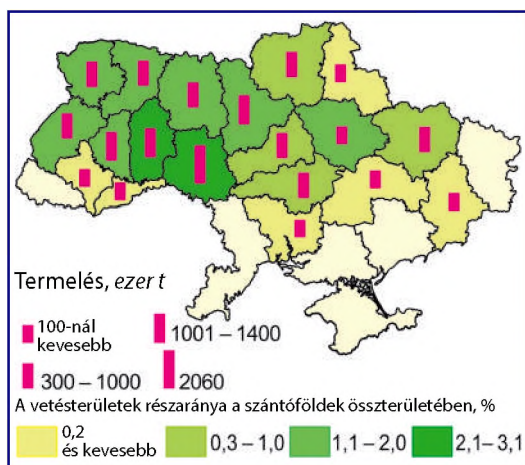 Termelés, ezer t
100-nál
kevesebb
1001 – 1400
300 – 1000
2060
A vetésterületek részaránya a szántóföldek összterületében, %
0,2
és kevesebb
0,3 – 1,0
1,1 – 2,0
2,1– 3,1